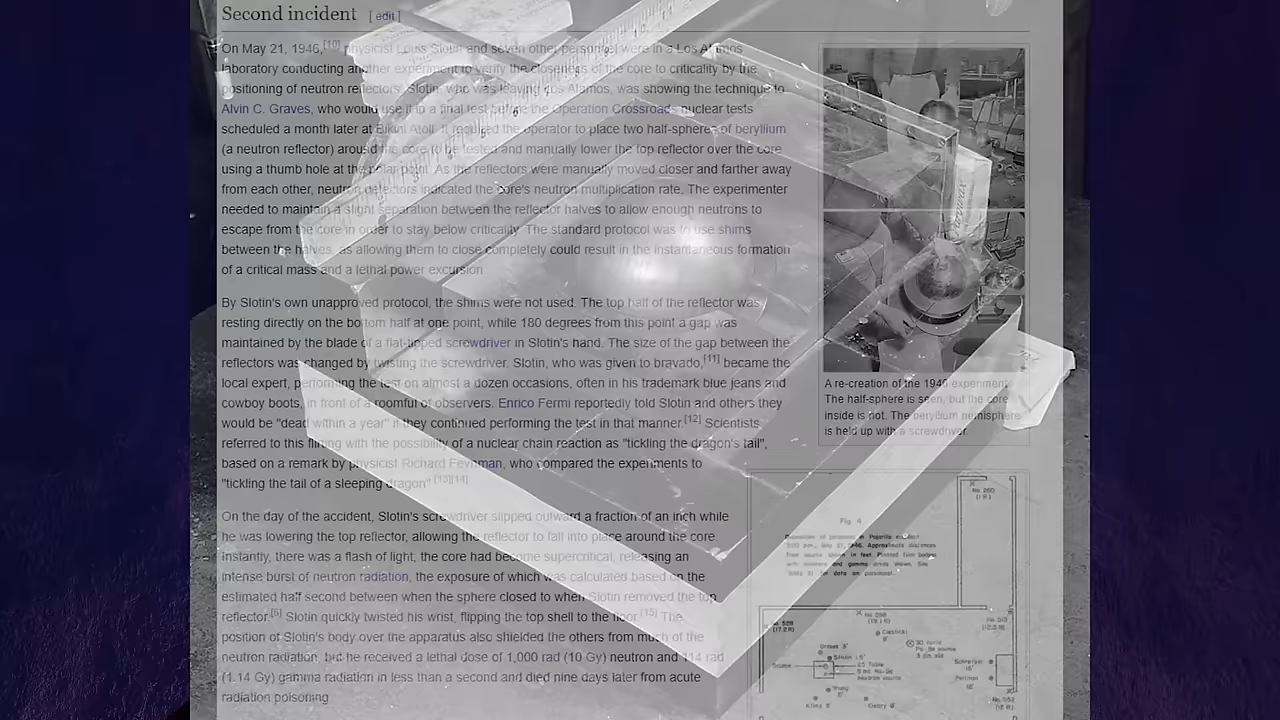 Second incident [ edit ]
On May 21, 1946,[10] physicist Louis Slotin and seven other personnel were in a Los Alamos
laboratory conducting another experiment to verify the closeness of the core to criticality by the
positioning of neutron reflectors. Slotin, who was leaving Los Alamos, was showing the technique to
Alvin C. Graves, who would use it in a final test before the Operation Crossroads nuclear tests
scheduled a month later at Bikini Atoll. It required the operator to place two half-spheres of beryllium
(a neutron reflector) around the core to be tested and manually lower the top reflector over the core
using a thumb hole at the polar point. As the reflectors were manually moved closer and farther away
from each other, neutron detectors indicated the core's neutron multiplication rate. The experimenter
needed to maintain a slight separation between the reflector halves to allow enough neutrons to
escape from the core in order to stay below criticality. The standard protocol was to use shims
between the halves, as allowing them to close completely could result in the instantaneous formation
of a critical mass and a lethal power excursion
By Slotin's own unapproved protocol, the shims were not used. The top half of the reflector was
resting directly on the bottom half at one point, while 180 degrees from this point a gap was
maintained by the blade of a flat-tipped screwdriver in Slotin's hand. The size of the gap between the
reflectors was changed by twisting the screwdriver. Slotin, who was given to bravado,[11] became the
local expert, performing the test on almost a dozen occasions, often in his trademark blue jeans and
cowboy boots, in front of a roomful of observers. Enrico Fermi reportedly told Slotin and others they
would be "dead within a year" if they continued performing the test in that manner.[12] Scientists
referred to this flirting with the possibility of a nuclear chain reaction as "tickling the dragon's tail",
based on a remark by physicist Richard Feynman, who compared the experiments to
"tickling the tail of a sleeping dragon".[13][14]
On the day of the accident, Slotin's screwdriver slipped outward a fraction of an inch while
he was lowering the top reflector, allowing the reflector to fall into place around the core.
Instantly, there was a flash of light; the core had become supercritical, releasing an
intense burst of neutron radiation, the exposure of which was calculated based on the
estimated half second between when the sphere closed to when Slotin removed the top
reflector.[6] Slotin quickly twisted his wrist, flipping the top shell to the floor.[15] The
position of Slotin's body over the apparatus also shielded the others from much of the
neutron radiation, but he received a lethal dose of 1,000 rad (10 Gy) neutron and 114 rad
(1.14 Gy) gamma radiation in less than a second and died nine days later from acute
radiation poisoning
A re-creation of the 1946 experiment.
The half-sphere is seen, but the core
inside is not. The beryllium hemisphere
is held up with a screwdriver.
Fig 4